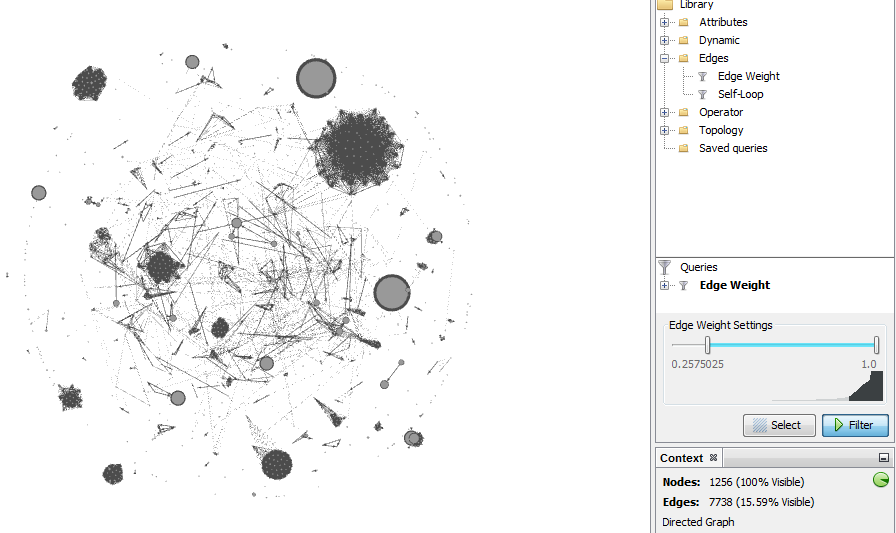 Library
Attributes
Dynamic
Edges
Edge Weight
Self-Loop
Operator
Topology
Saved queries
Queries
Edge Weight
Edge Weight Settings
0.2575025 1.0
Select Filter
Context
Nodes: 1256 (100% Visible)
Edges: 7738 (15.59% Visible)
Directed Graph